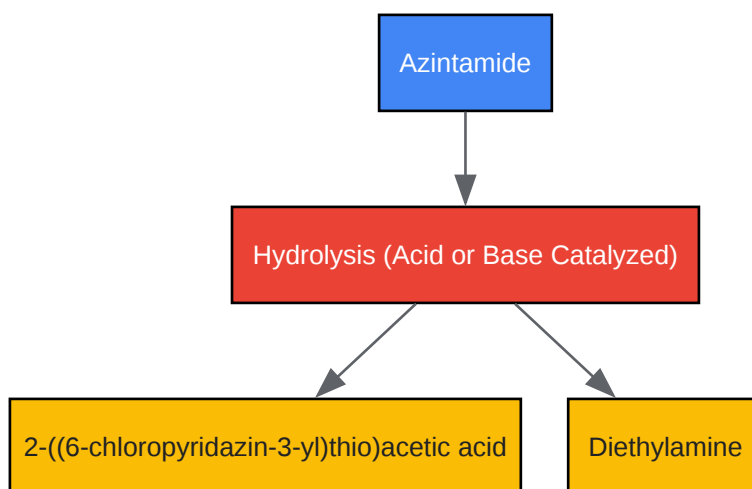 Azintamide
Hydrolysis (Acid or Base Catalyzed)
2-((6-chloropyridazin-3-yl)thio)acetic acid
Diethylamine